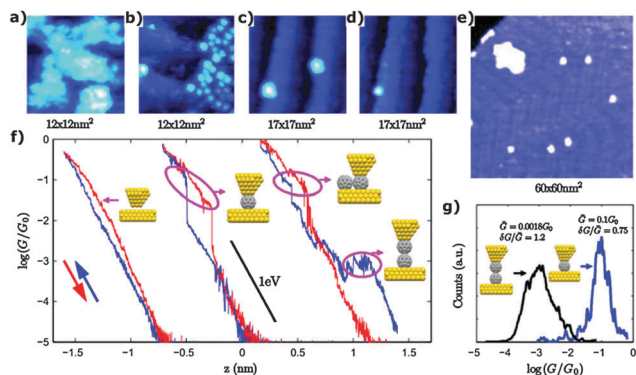 a) b) c) d) e)
12x12nm² 12x12nm² 17x17nm² 17x17nm²
60x60nm²
f)
log(G/G₀)
0
-1
-2
-3
-4
-5
1eV
-1.5 -1 -0.5 0 0.5 1 1.5
z (nm)
g)
G̃ = 0.0018G₀
δG/G̃ = 1.2
G̃ = 0.1G₀
δG/G̃ = 0.75
Counts (a.u.)
-5 -4 -3 -2 -1 0
log(G/G₀)